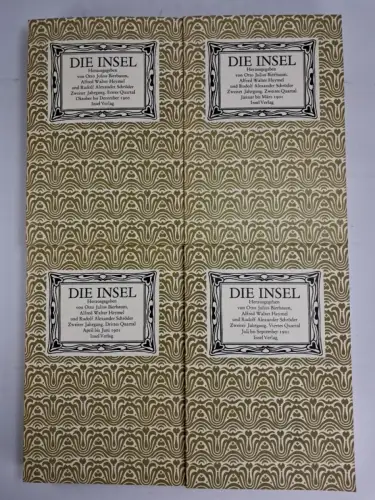 DIE INSEL
Herausgegeben
von Otto Julius Bierbaum,
Alfred Walter Heymel
und Rudolf Alexander Schröder
Zweiter Jahrgang. Erstes Quartal
Oktober bis Dezember 1900
Insel Verlag
DIE INSEL
Herausgegeben
von Otto Julius Bierbaum,
Alfred Walter Heymel
und Rudolf Alexander Schröder
Zweiter Jahrgang. Zweites Quartal
Januar bis März 1901
Insel Verlag
DIE INSEL
Herausgegeben
von Otto Julius Bierbaum,
Alfred Walter Heymel
und Rudolf Alexander Schröder
Zweiter Jahrgang. Drittes Quartal
April bis Juni 1901
Insel Verlag
DIE INSEL
Herausgegeben
von Otto Julius Bierbaum,
Alfred Walter Heymel
und Rudolf Alexander Schröder
Zweiter Jahrgang. Viertes Quartal
Juli bis September 1901
Insel Verlag